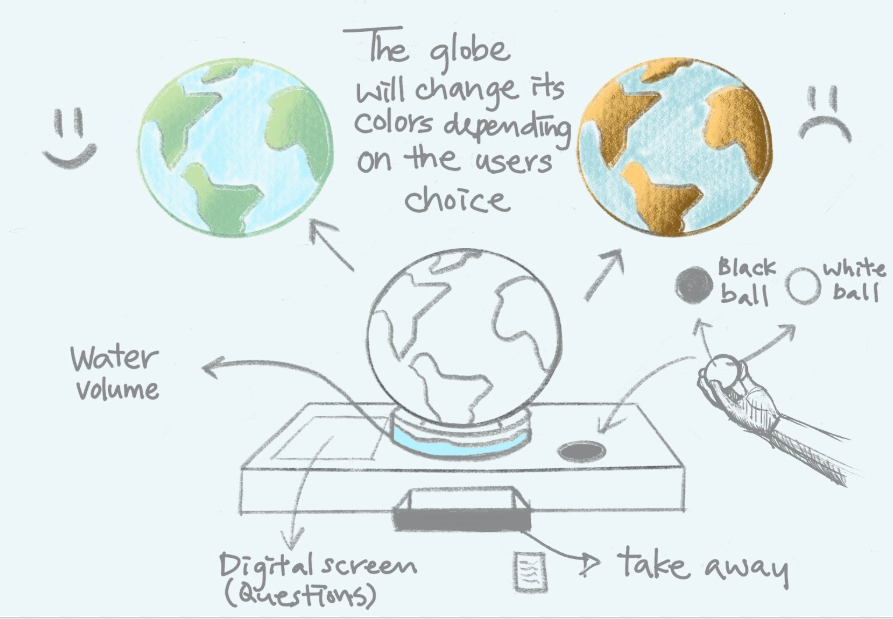 The globe
will change its
colors depending
on the users
choice
Black
ball
white
ball
Water
volume
Digital screen
(Questions)
take away